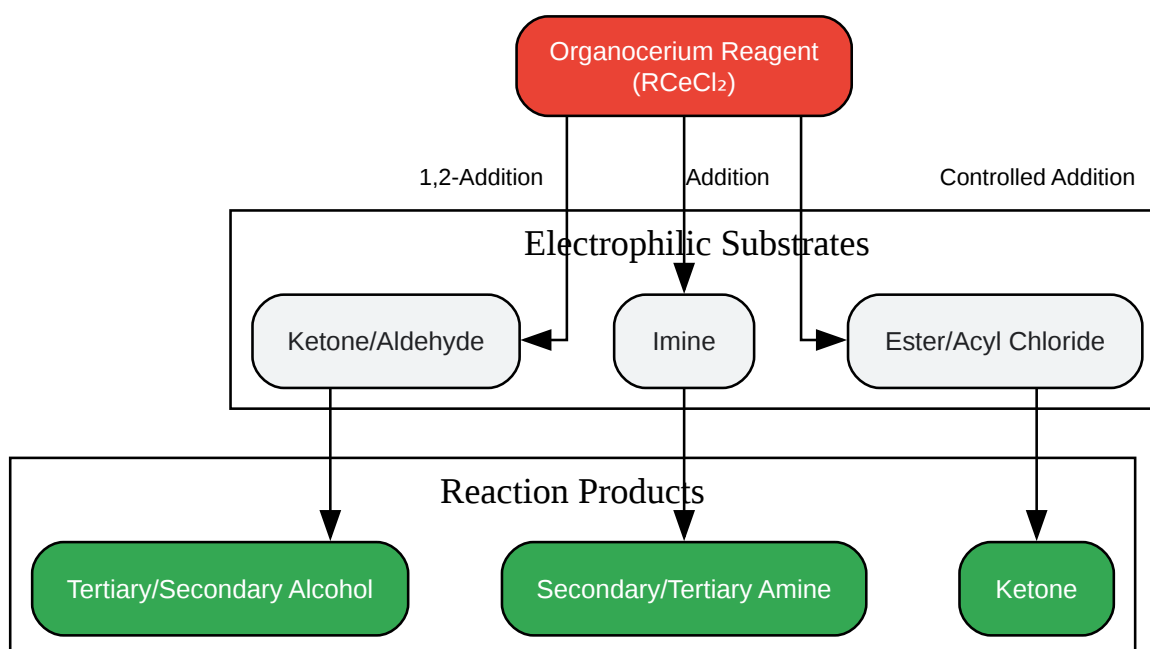 Organocerium Reagent
(RCeCl₂)
1,2-Addition
Addition
Controlled Addition
Electrophilic Substrates
Ketone/Aldehyde
Imine
Ester/Acyl Chloride
Reaction Products
Tertiary/Secondary Alcohol
Secondary/Tertiary Amine
Ketone